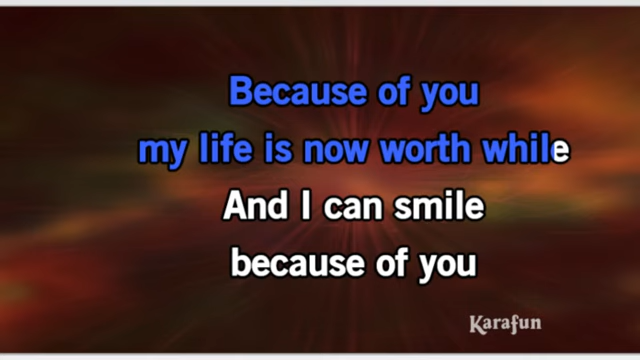 Because of you
my life is now worth while
And I can smile
because of you
Karafun